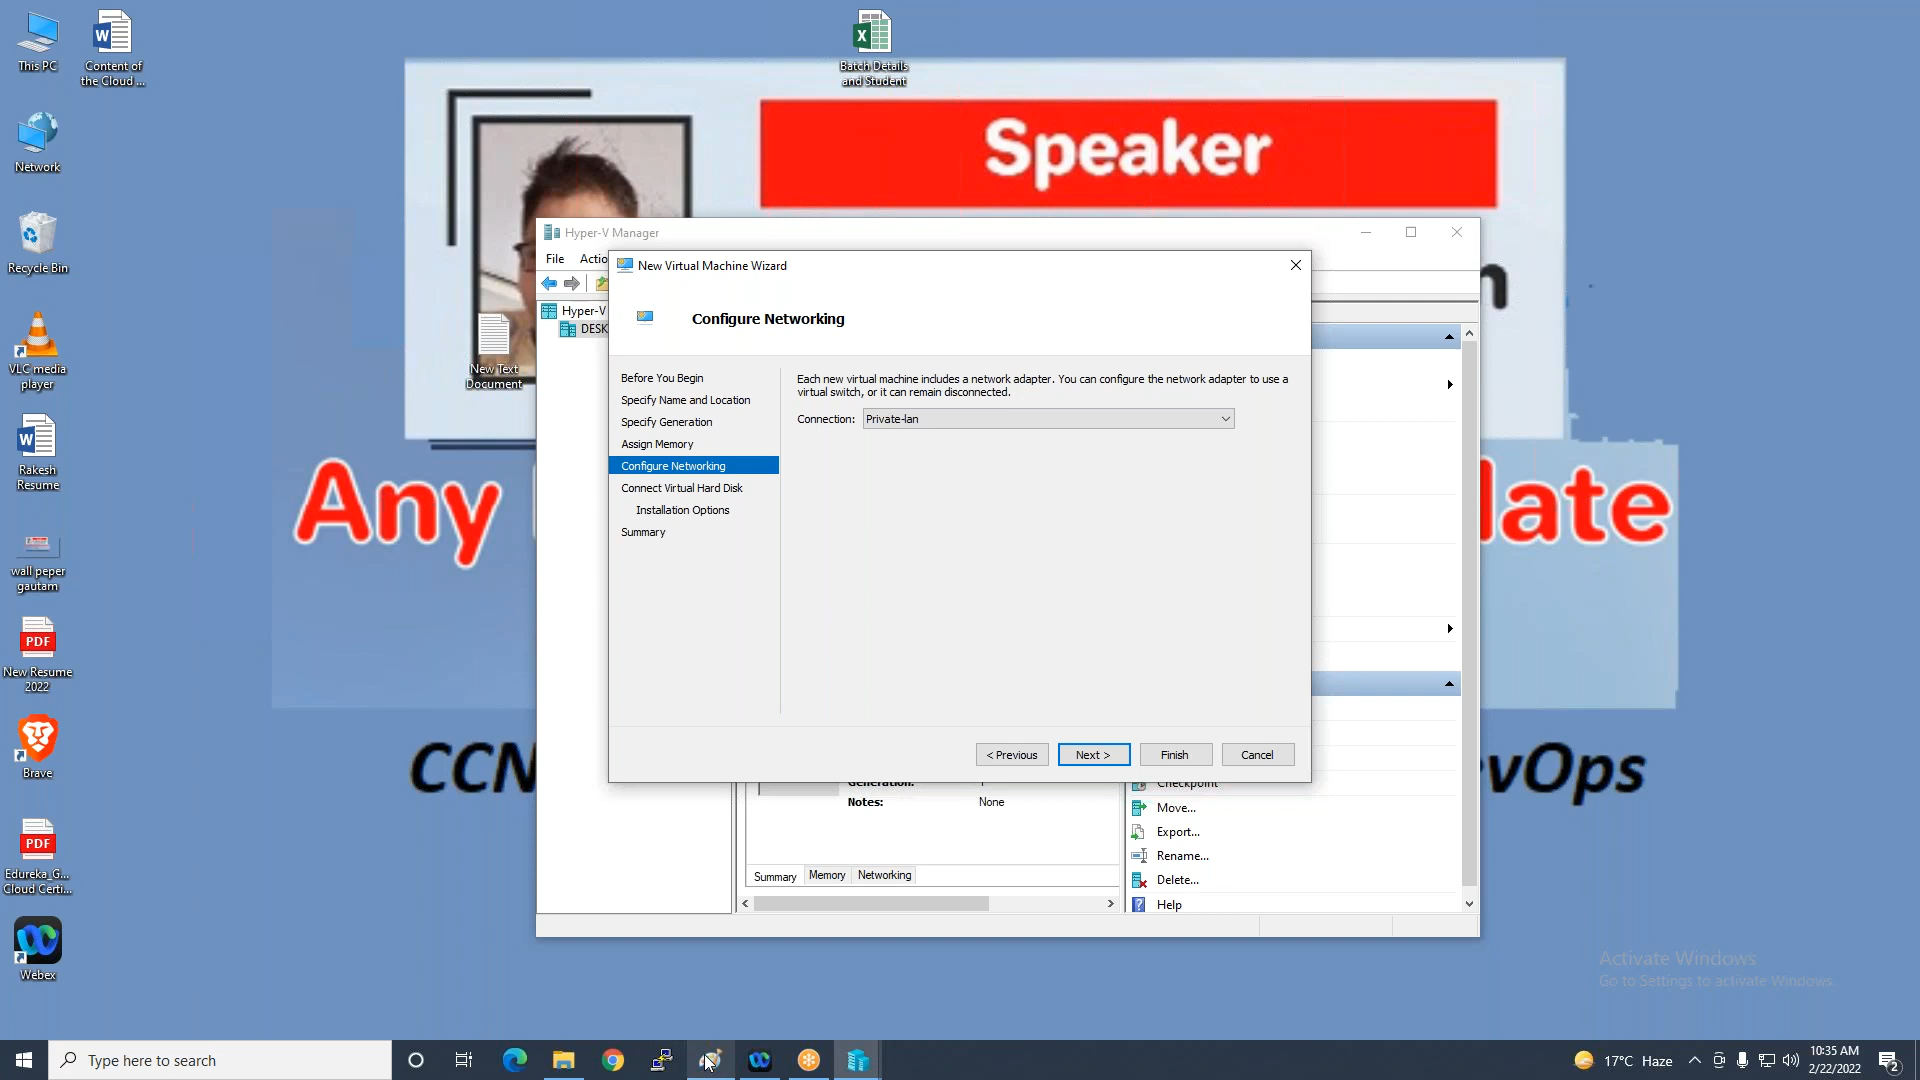 This PC
Content of
the Cloud ...
Batch Details
and Student
Network
Recycle Bin
VLC media
player
Rakesh
Resume
wall peper
gautam
New Resume
2022
Brave
Edureka_G...
Cloud Certi...
Webex
New Text
Document
Speaker
Any
late
CCN
vOps
Hyper-V Manager
File
Actio
Hyper-V
DESK
New Virtual Machine Wizard
Configure Networking
Before You Begin
Specify Name and Location
Specify Generation
Assign Memory
Configure Networking
Connect Virtual Hard Disk
Installation Options
Summary
Each new virtual machine includes a network adapter. You can configure the network adapter to use a
virtual switch, or it can remain disconnected.
Connection: Private-lan
< Previous
Next >
Finish
Cancel
Notes: None
Summary Memory Networking
Checkpoint
Move...
Export...
Rename...
Delete...
Help
Activate Windows
Go to Settings to activate Windows.
Type here to search
17°C Haze
10:35 AM
2/22/2022
2